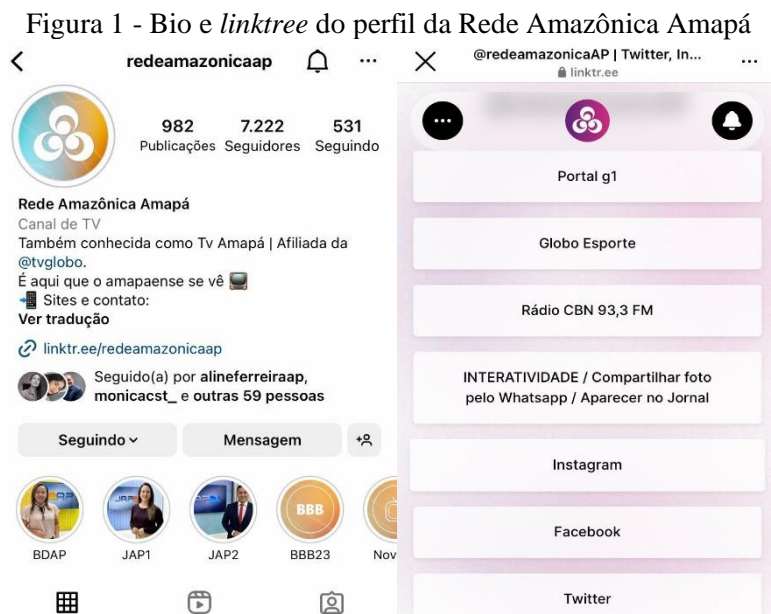 Figura 1 - Bio e linktree do perfil da Rede Amazônica Amapá
redeamazonicaap
982 7.222 531
Publicações Seguidores Seguindo
Rede Amazônica Amapá
Canal de TV
Também conhecida como Tv Amapá | Afiliada da
@tvglobo.
É aqui que o amapaense se vê
Sites e contato:
Ver tradução
linktr.ee/redeamazonicaap
Seguido(a) por alineferreiraap,
monicacst_ e outras 59 pessoas
Seguindo Mensagem
BBB
BDAP JAP1 JAP2 BBB23 Nov
@redeamazonicaAP | Twitter, In...
linktr.ee
Portal g1
Globo Esporte
Rádio CBN 93,3 FM
INTERATIVIDADE / Compartilhar foto
pelo Whatsapp / Aparecer no Jornal
Instagram
Facebook
Twitter